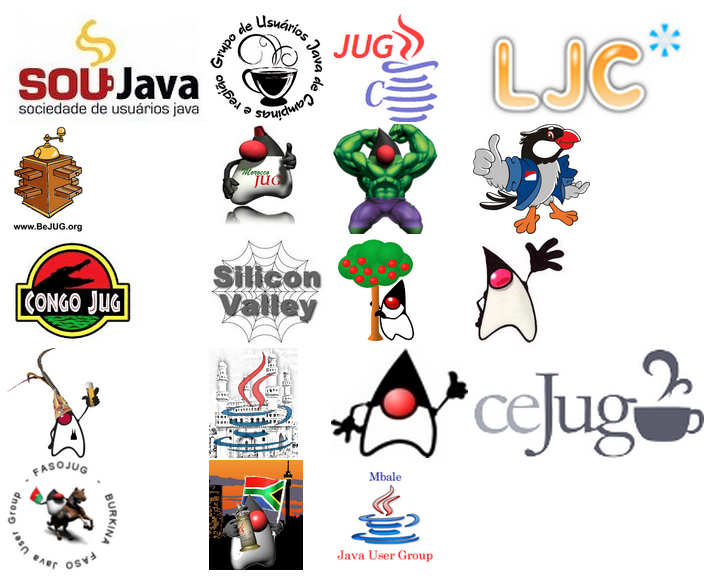 SOUJava
sociedade de usuários java
Grupo de Usuários Java de Campinas e região
JUG
C
LJC*
www.BeJUG.org
Morocco
JUG
CONGO JUG
Silicon
Valley
ceJug
FASOJUG - BURKINA FASO Java User Group -
Mbale
Java User Group